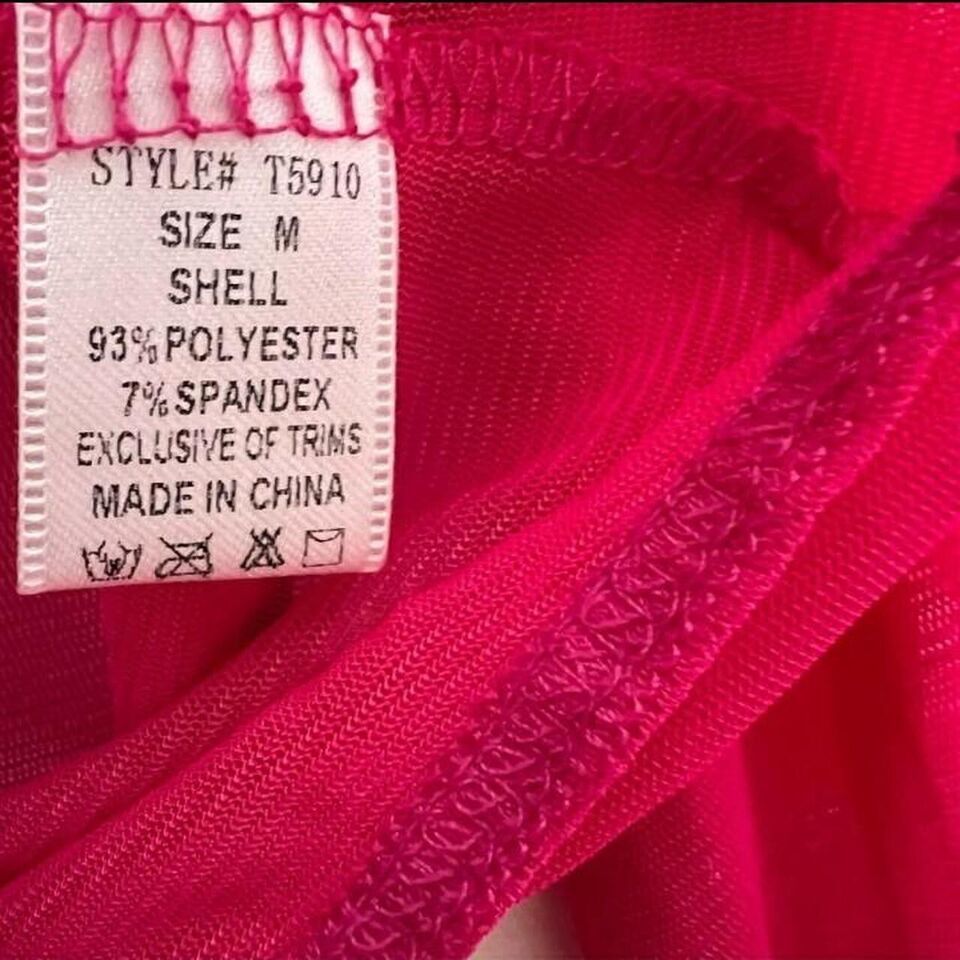 STYLE# T5910
SIZE M
SHELL
93% POLYESTER
7% SPANDEX
EXCLUSIVE OF TRIMS
MADE IN CHINA